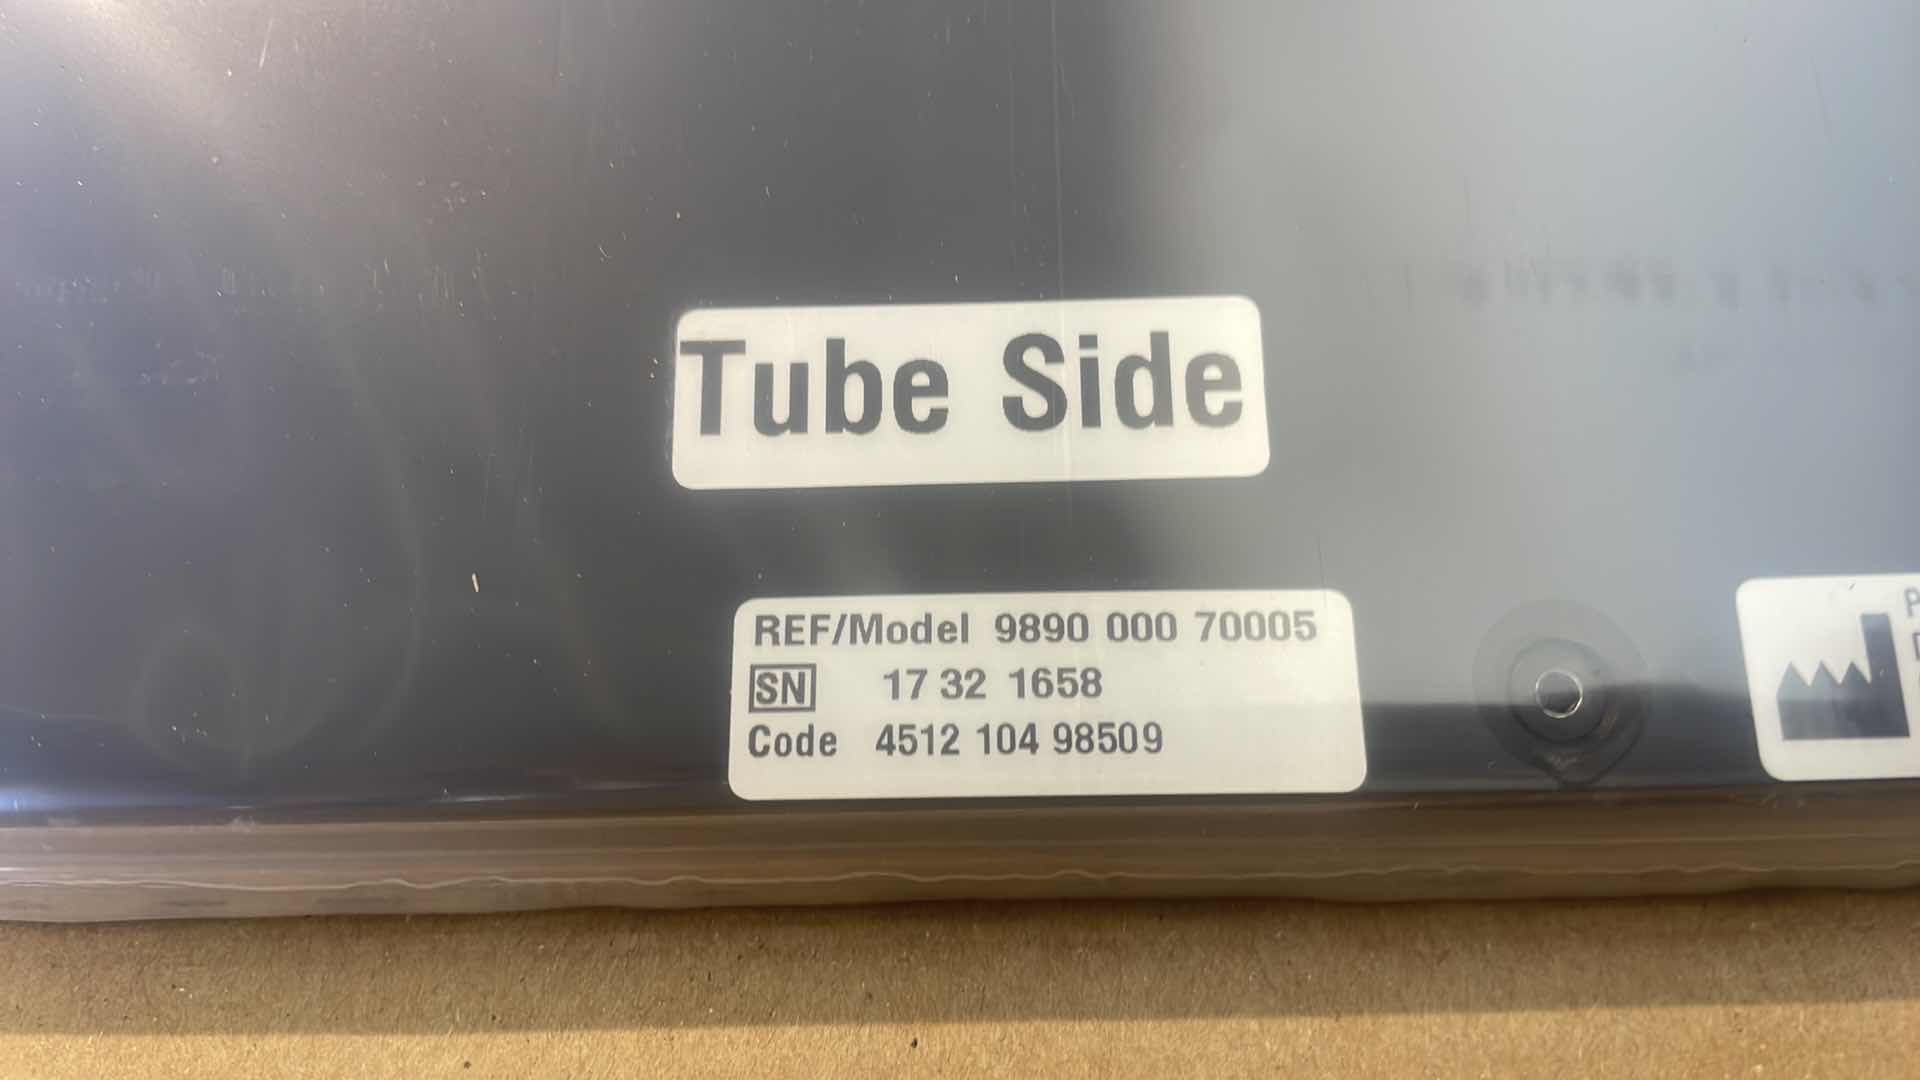 Tube Side
REF/Model 9890 000 70005
SN 17 32 1658
Code 4512 104 98509